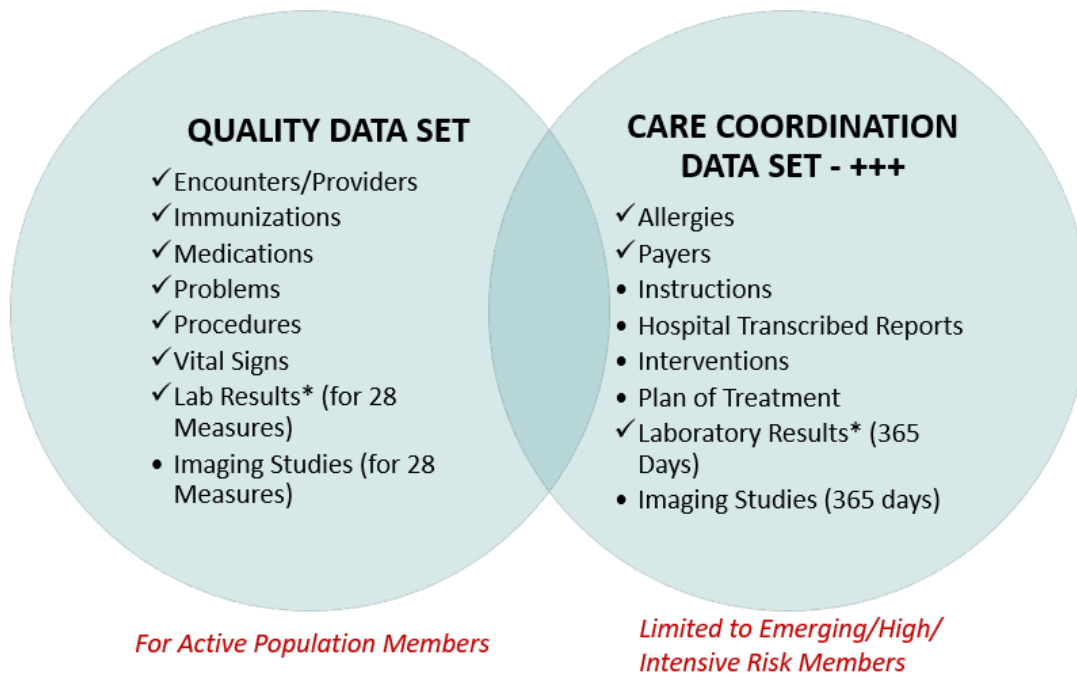 QUALITY DATA SET
✓Encounters/Providers
✓Immunizations
✓Medications
✓Problems
✓Procedures
✓Vital Signs
✓Lab Results* (for 28
Measures)
• Imaging Studies (for 28
Measures)
For Active Population Members
CARE COORDINATION
DATA SET - +++
✓Allergies
✓Payers
• Instructions
• Hospital Transcribed Reports
• Interventions
• Plan of Treatment
✓Laboratory Results* (365
Days)
• Imaging Studies (365 days)
Limited to Emerging/High/
Intensive Risk Members